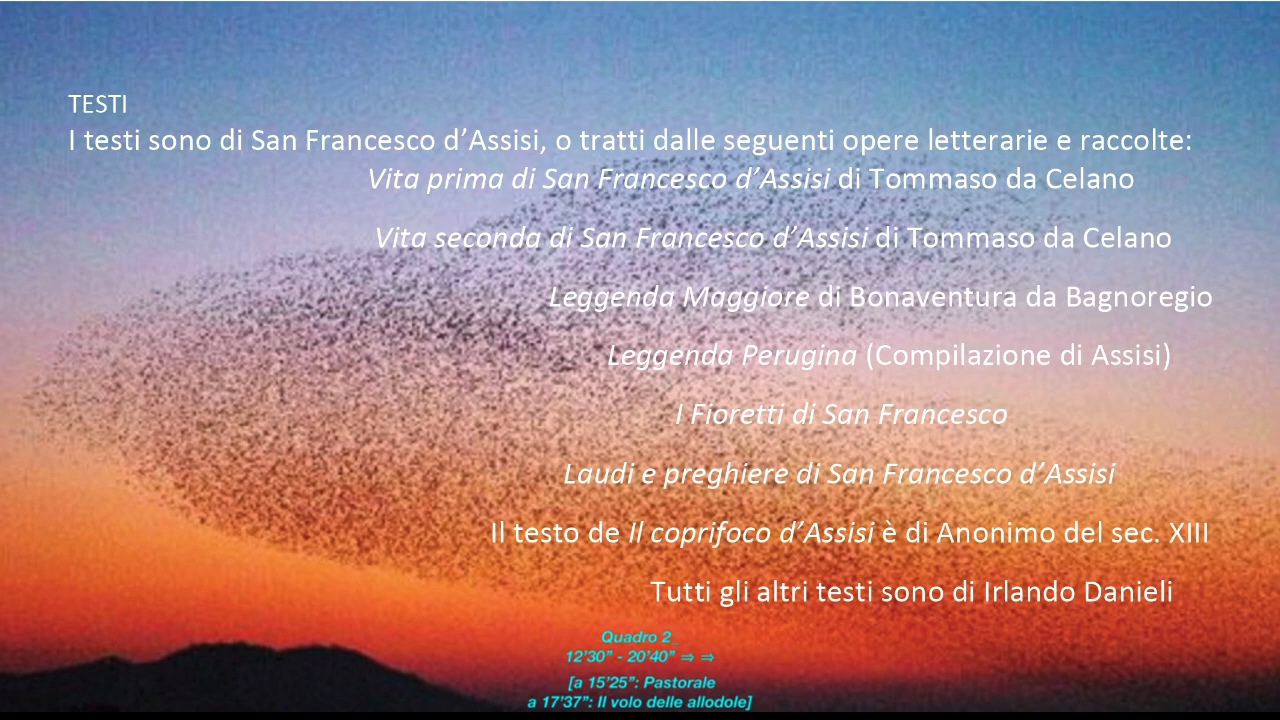 TESTI
I testi sono di San Francesco d’Assisi, o tratti dalle seguenti opere letterarie e raccolte:
Vita prima di San Francesco d’Assisi di Tommaso da Celano
Vita seconda di San Francesco d’Assisi di Tommaso da Celano
Leggenda Maggiore di Bonaventura da Bagnoregio
Leggenda Perugina (Compilazione di Assisi)
I Fioretti di San Francesco
Laudi e preghiere di San Francesco d’Assisi
Il testo de Il coprifoco d’Assisi è di Anonimo del sec. XIII
Tutti gli altri testi sono di Irlando Danieli
Quadro 2_
12’30” - 20’40” ⇒ ⇒
[a 15’25”: Pastorale
a 17’37”: Il volo delle allodole]